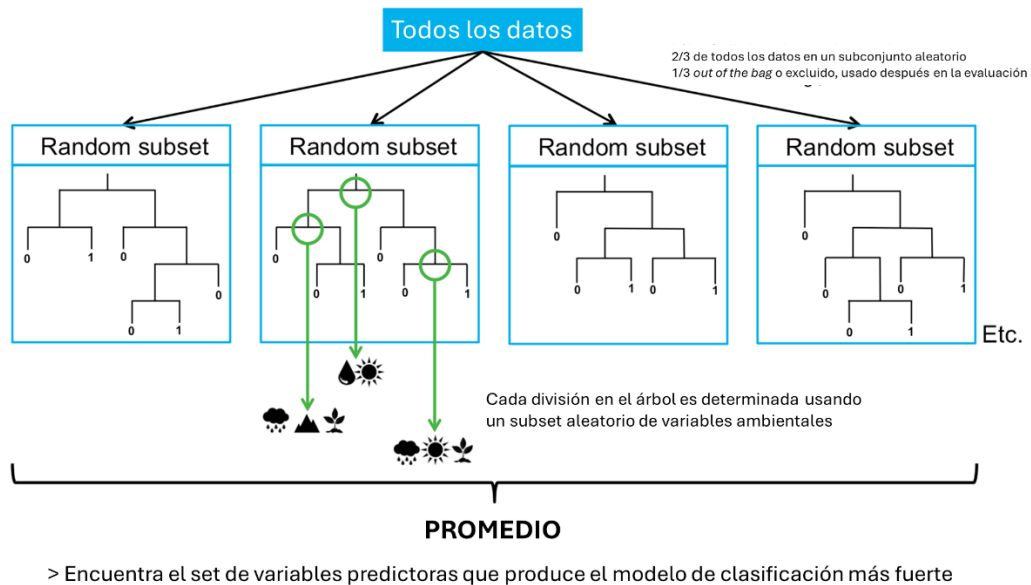 Todos los datos
2/3 de todos los datos en un subconjunto aleatorio
1/3 out of the bag o excluido, usado después en la evaluación
Random subset
Random subset
Random subset
Random subset
0
1
0
0
0
1
0
0
1
0
1
0
0
1
0
1
0
0
1
0
1
0
1
Etc.
Cada división en el árbol es determinada usando
un subset aleatorio de variables ambientales
PROMEDIO
> Encuentra el set de variables predictoras que produce el modelo de clasificación más fuerte